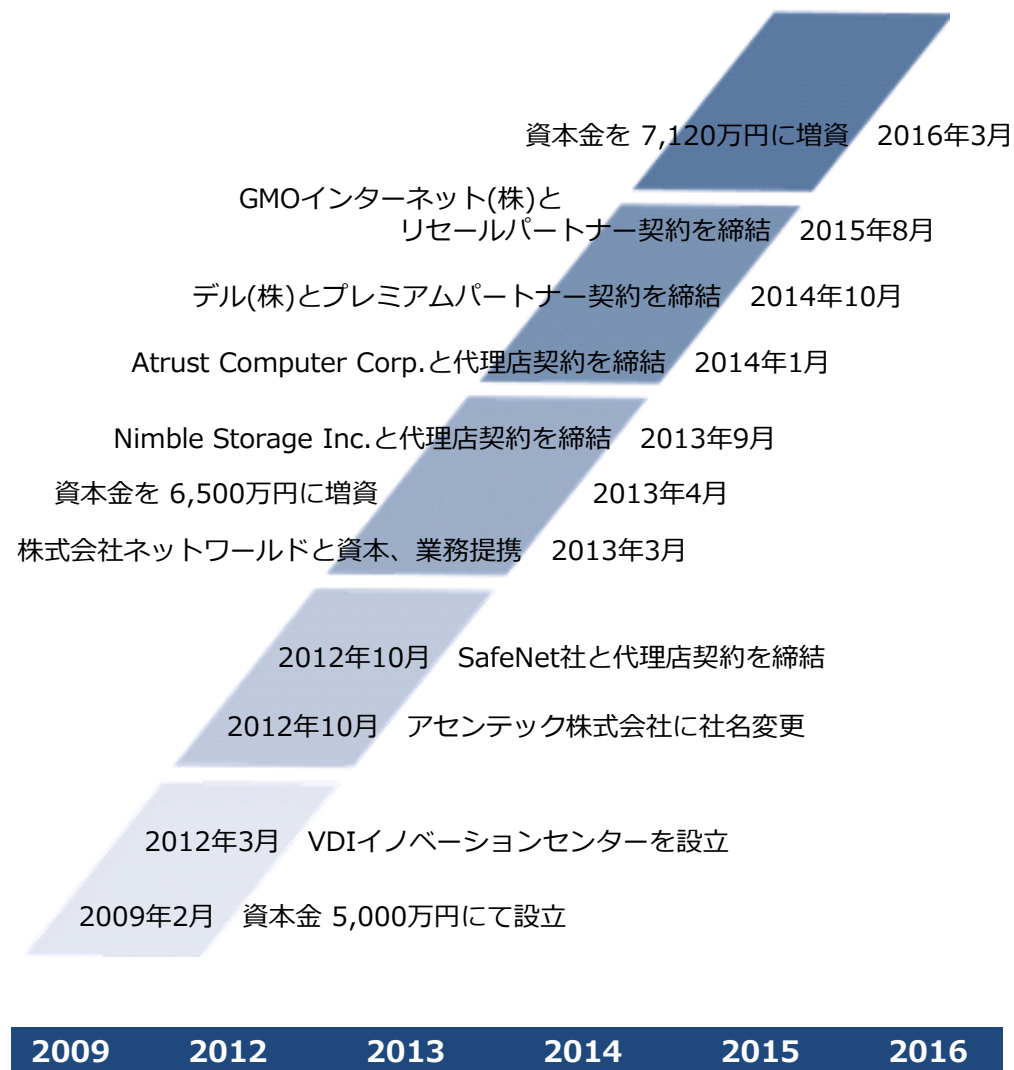 資本金を 7,120万円に増資　2016年3月
GMOインターネット(株)と
リセールパートナー契約を締結　2015年8月
デル(株)とプレミアムパートナー契約を締結　2014年10月
Atrust Computer Corp.と代理店契約を締結　2014年1月
Nimble Storage Inc.と代理店契約を締結　2013年9月
資本金を 6,500万円に増資　2013年4月
株式会社ネットワールドと資本、業務提携　2013年3月
2012年10月　SafeNet社と代理店契約を締結
2012年10月　アセンテック株式会社に社名変更
2012年3月　VDIイノベーションセンターを設立
2009年2月　資本金 5,000万円にて設立
2009 2012 2013 2014 2015 2016